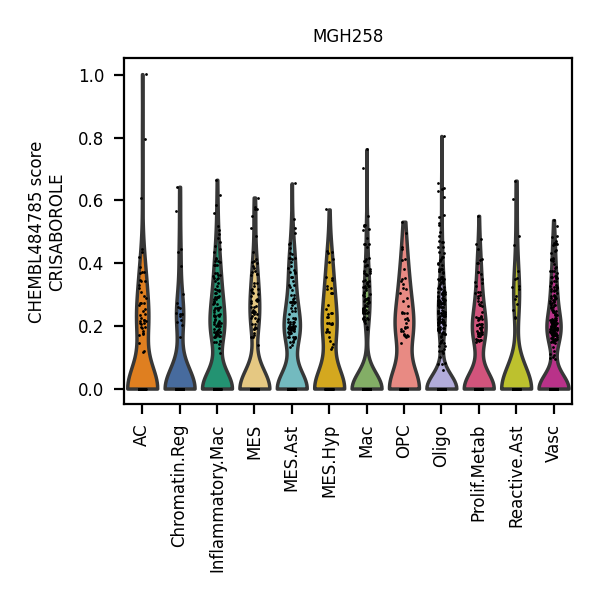 MGH258
CHEMBL484785 score
CRISABOROLE
1.0
0.8
0.6
0.4
0.2
0.0
AC
Chromatin.Reg
Inflammatory.Mac
MES
MES.Ast
MES.Hyp
Mac
OPC
Oligo
Prolif.Metab
Reactive.Ast
Vasc